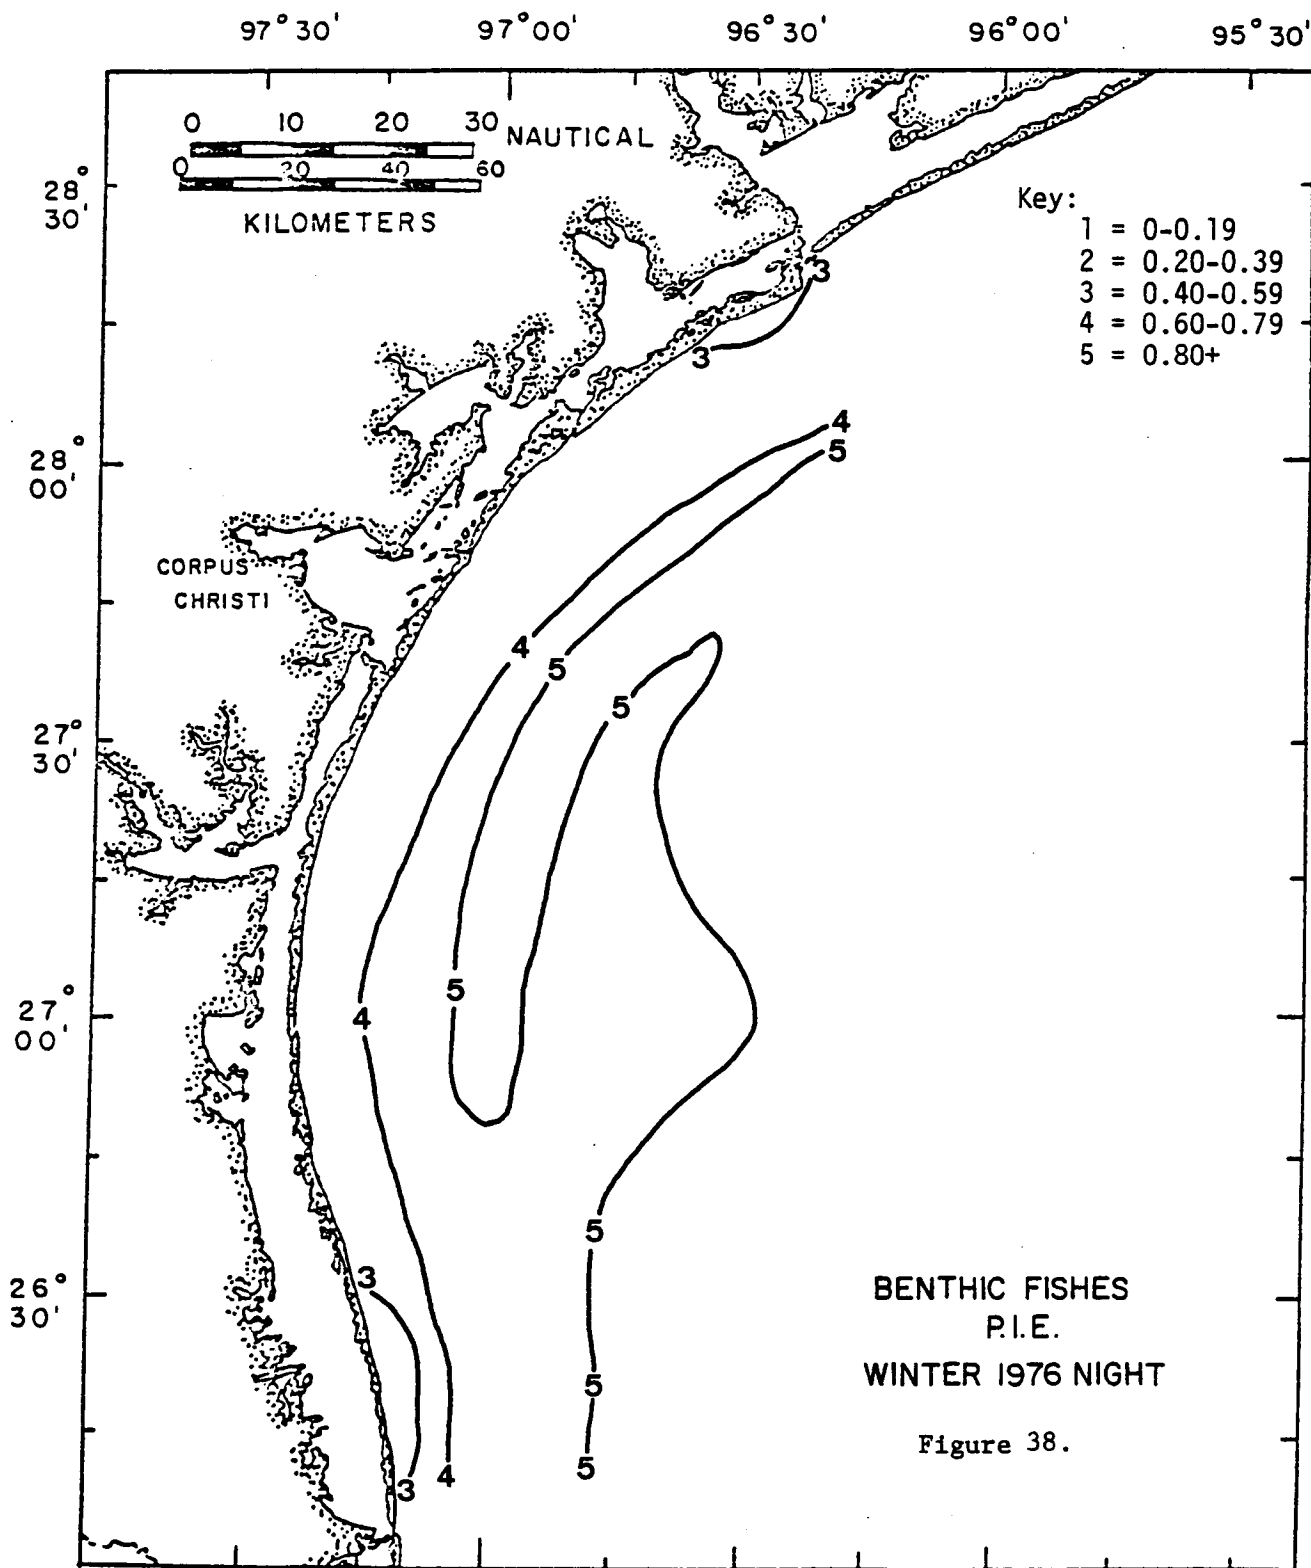 97°30' 97°00' 96°30' 96°00' 95°30'
0 10 20 30 NAUTICAL
0 20 40 60
KILOMETERS
28°
30'
Key:
1 = 0-0.19
2 = 0.20-0.39
3 = 0.40-0.59
4 = 0.60-0.79
5 = 0.80+
3
3
4
5
28°
00'
CORPUS
CHRISTI
4
5
5
27°
30'
5
4
27°
00'
5
3
26°
30'
BENTHIC FISHES
P.I.E.
WINTER 1976 NIGHT
5
Figure 38.
3
4
5